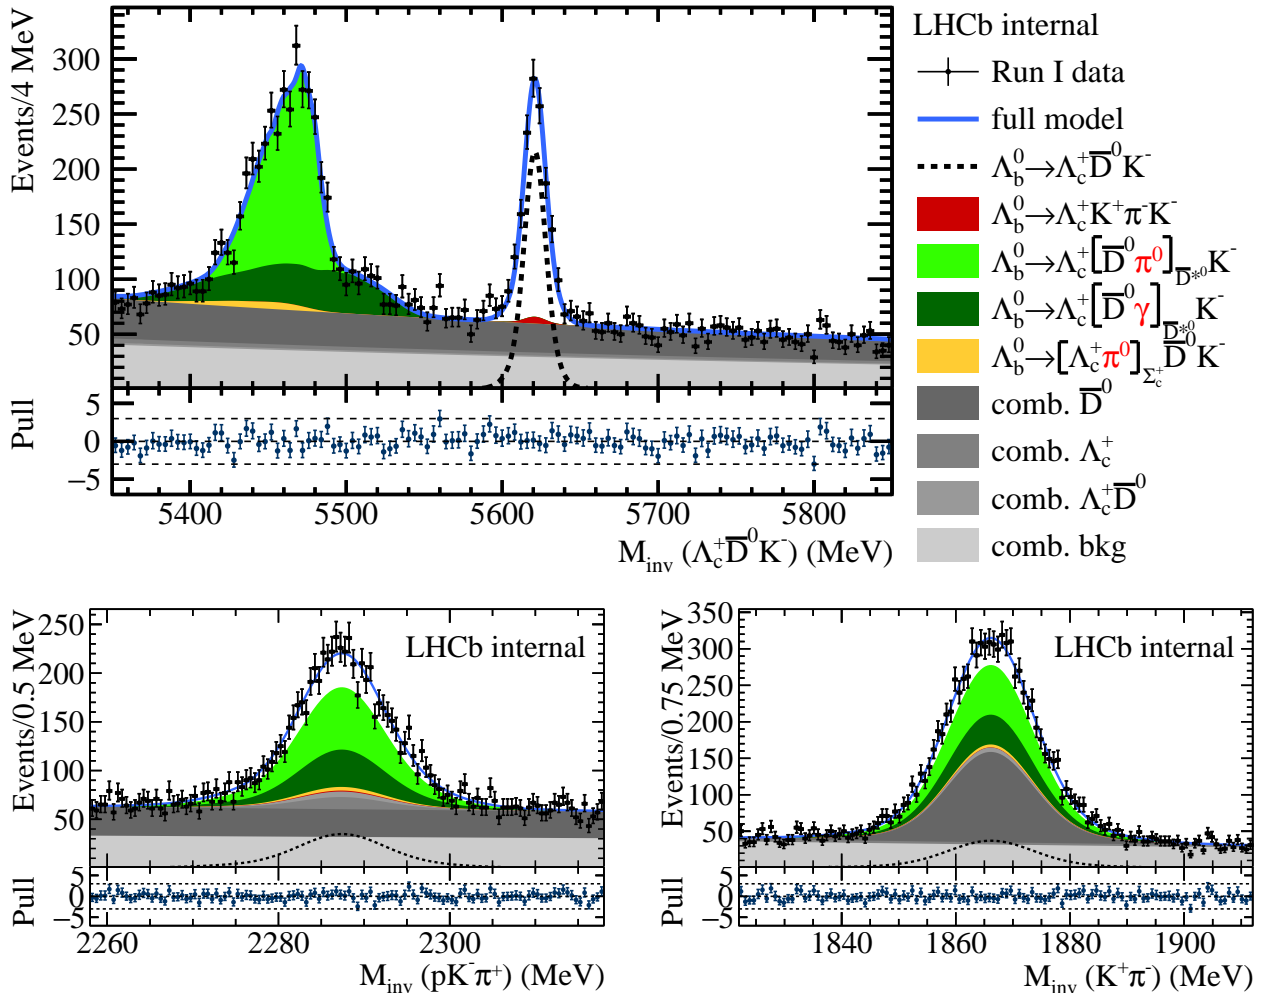 LHCb internal
Run I data
full model
Λb0→Λc+D̅0K-
Λb0→Λc+K+π-K-
Λb0→Λc+[D̅0π0]D̅*0K-
Λb0→Λc+[D̅0γ]D̅*0K-
Λb0→[Λc+π0]Σc+D̅0K-
comb. D̅0
comb. Λc+
comb. Λc+D̅0
comb. bkg
Events/4 MeV
300
250
200
150
100
50
Pull
5
0
−5
5400 5500 5600 5700 5800
Minv (Λc+D̅0K-) (MeV)
LHCb internal
Events/0.5 MeV
250
200
150
100
50
Pull
5
0
−5
2260 2280 2300
Minv (pK-π+) (MeV)
LHCb internal
Events/0.75 MeV
350
300
250
200
150
100
50
Pull
5
0
−5
1840 1860 1880 1900
Minv (K+π-) (MeV)